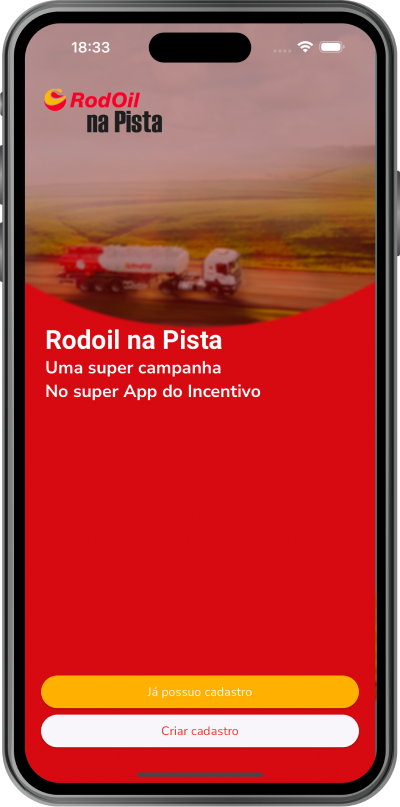 18:33
RodOil
na Pista
Rodoil na Pista
Uma super campanha
No super App do Incentivo
Já possuo cadastro
Criar cadastro